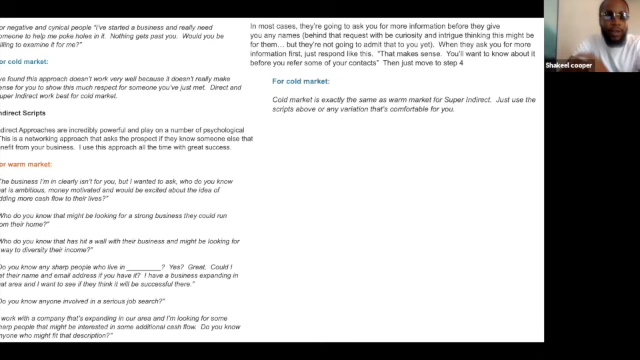 or negative and cynical people "I've started a business and really need
someone to help me poke holes in it. Nothing gets past you. Would you be
illing to examine it for me?"
or cold market:
ve found this approach doesn't work very well because it doesn't really make
ense for you to show this much respect for someone you've just met. Direct and
uper Indirect work best for cold market.
ndirect Scripts
ndirect Approaches are incredibly powerful and play on a number of psychological
This is a networking approach that asks the prospect if they know someone else that
enefit from your business. I use this approach all the time with great success
or warm market:
The business I'm in clearly isn't for you, but I wanted to ask, who do you know
at is ambitious, money motivated and would be excited about the idea of
dding more cash flow to their lives?"
Who do you know that might be looking for a strong business they could run
om their home?"
Who do you know that has hit a wall with their business and might be looking for
way to diversity their income?"
Do you know any sharp people who live in ________? Yes? Great. Could I
et their name and email address if you have it? I have a business expanding in
at area and I want to see if they think it will be successful there."
Do you know anyone involved in a serious job search?"
work with a company that's expanding in our area and I'm looking for some
harp people that might be interested in some additional cash flow. Do you know
nyone who might fit that description?"
In most cases, they're going to ask you for more information before they give
you any names (behind that request with be curiosity and intrigue thinking this might be
for them... but they're not going to admit that to you yet). When they ask you for more
information first, just respond like this. "That makes sense. You'll want to know about it
before you refer some of your contacts" Then just move to step 4
For cold market:
Cold market is exactly the same as warm market for Super Indirect. Just use the
scripts above or any variation that's comfortable for you.
Shakeel cooper